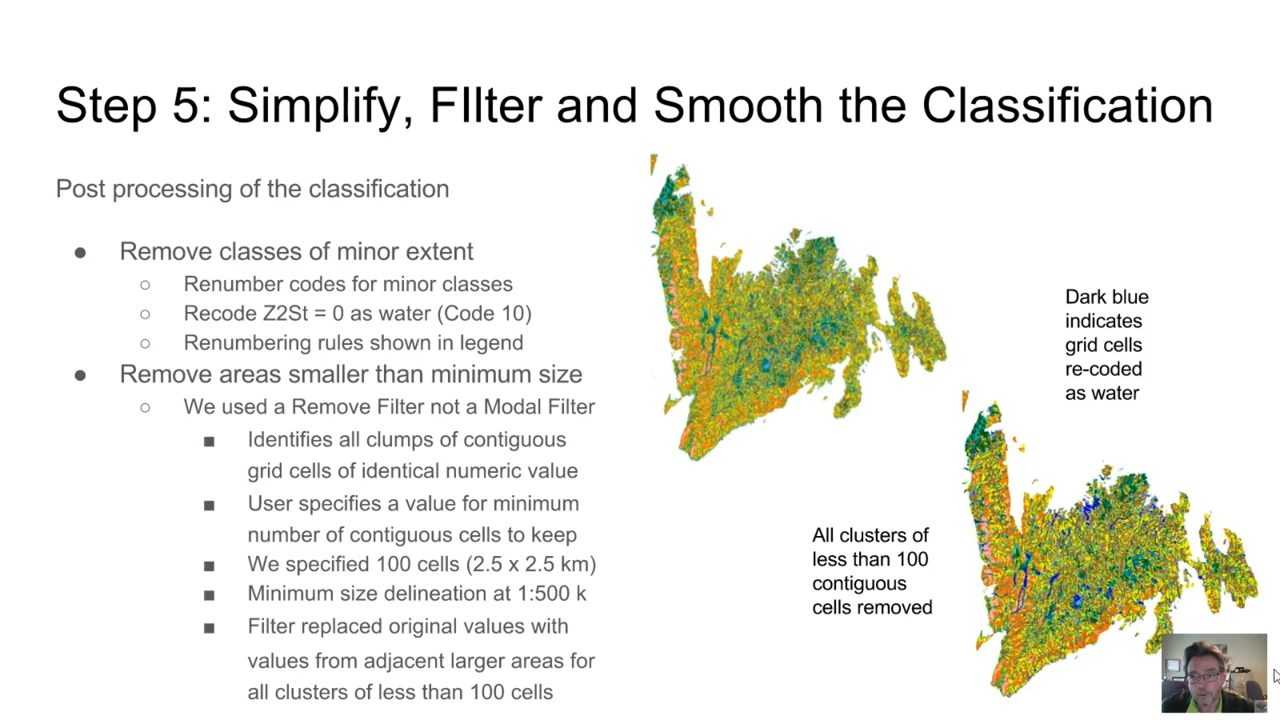 Step 5: Simplify, FIlter and Smooth the Classification
Post processing of the classification
● Remove classes of minor extent
○ Renumber codes for minor classes
○ Recode Z2St = 0 as water (Code 10)
○ Renumbering rules shown in legend
● Remove areas smaller than minimum size
○ We used a Remove Filter not a Modal Filter
■ Identifies all clumps of contiguous
grid cells of identical numeric value
■ User specifies a value for minimum
number of contiguous cells to keep
■ We specified 100 cells (2.5 x 2.5 km)
■ Minimum size delineation at 1:500 k
■ Filter replaced original values with
values from adjacent larger areas for
all clusters of less than 100 cells
Dark blue
indicates
grid cells
re-coded
as water
All clusters of
less than 100
contiguous
cells removed